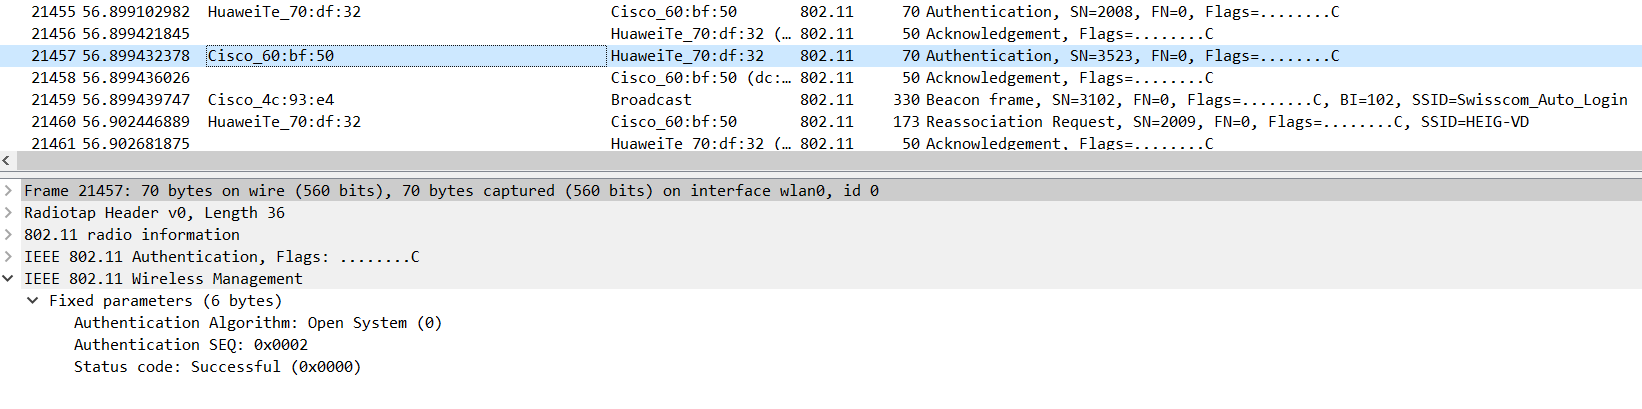 21455 56.899102982 HuaweiTe_70:df:32 Cisco_60:bf:50 802.11 70 Authentication, SN=2008, FN=0, Flags=........C
21456 56.899421845 HuaweiTe_70:df:32 (… 802.11 50 Acknowledgement, Flags=........C
21457 56.899432378 Cisco_60:bf:50 HuaweiTe_70:df:32 802.11 70 Authentication, SN=3523, FN=0, Flags=........C
21458 56.899436026 Cisco_60:bf:50 (dc:… 802.11 50 Acknowledgement, Flags=........C
21459 56.899439747 Cisco_4c:93:e4 Broadcast 802.11 330 Beacon frame, SN=3102, FN=0, Flags=........C, BI=102, SSID=Swisscom_Auto_Login
21460 56.902446889 HuaweiTe_70:df:32 Cisco_60:bf:50 802.11 173 Reassociation Request, SN=2009, FN=0, Flags=........C, SSID=HEIG-VD
21461 56.902681875 HuaweiTe_70:df:32 (… 802.11 50 Acknowledgement, Flags=........C
Frame 21457: 70 bytes on wire (560 bits), 70 bytes captured (560 bits) on interface wlan0, id 0
Radiotap Header v0, Length 36
802.11 radio information
IEEE 802.11 Authentication, Flags: ........C
IEEE 802.11 Wireless Management
Fixed parameters (6 bytes)
Authentication Algorithm: Open System (0)
Authentication SEQ: 0x0002
Status code: Successful (0x0000)